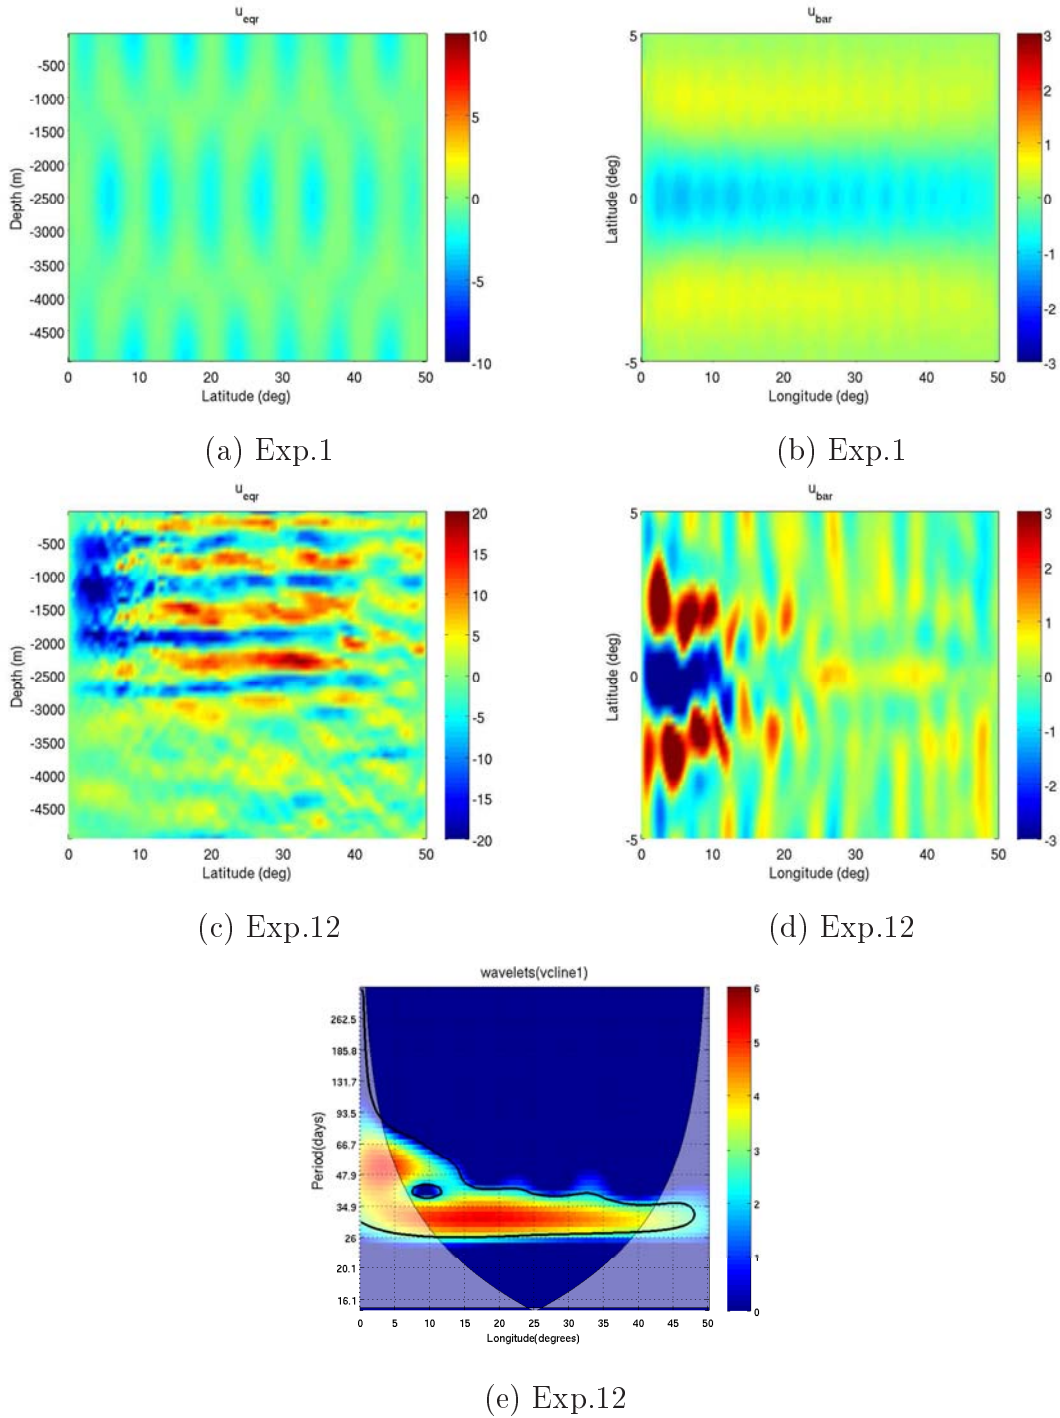 u_eqr
10
5
0
-5
-10
-500
-1000
-1500
-2000
-2500
-3000
-3500
-4000
-4500
Depth (m)
0 10 20 30 40 50
Latitude (deg)
(a) Exp.1
u_bar
3
2
1
0
-1
-2
-3
5
0
-5
Latitude (deg)
0 10 20 30 40 50
Longitude (deg)
(b) Exp.1
u_eqr
20
15
10
5
0
-5
-10
-15
-20
-500
-1000
-1500
-2000
-2500
-3000
-3500
-4000
-4500
Depth (m)
0 10 20 30 40 50
Latitude (deg)
(c) Exp.12
u_bar
3
2
1
0
-1
-2
-3
5
0
-5
Latitude (deg)
0 10 20 30 40 50
Longitude (deg)
(d) Exp.12
wavelets(vcline1)
262.5
185.8
131.7
93.5
66.7
47.9
34.9
26
20.1
16.1
Period(days)
6
5
4
3
2
1
0
0 5 10 15 20 25 30 35 40 45 50
Longitude(degrees)
(e) Exp.12